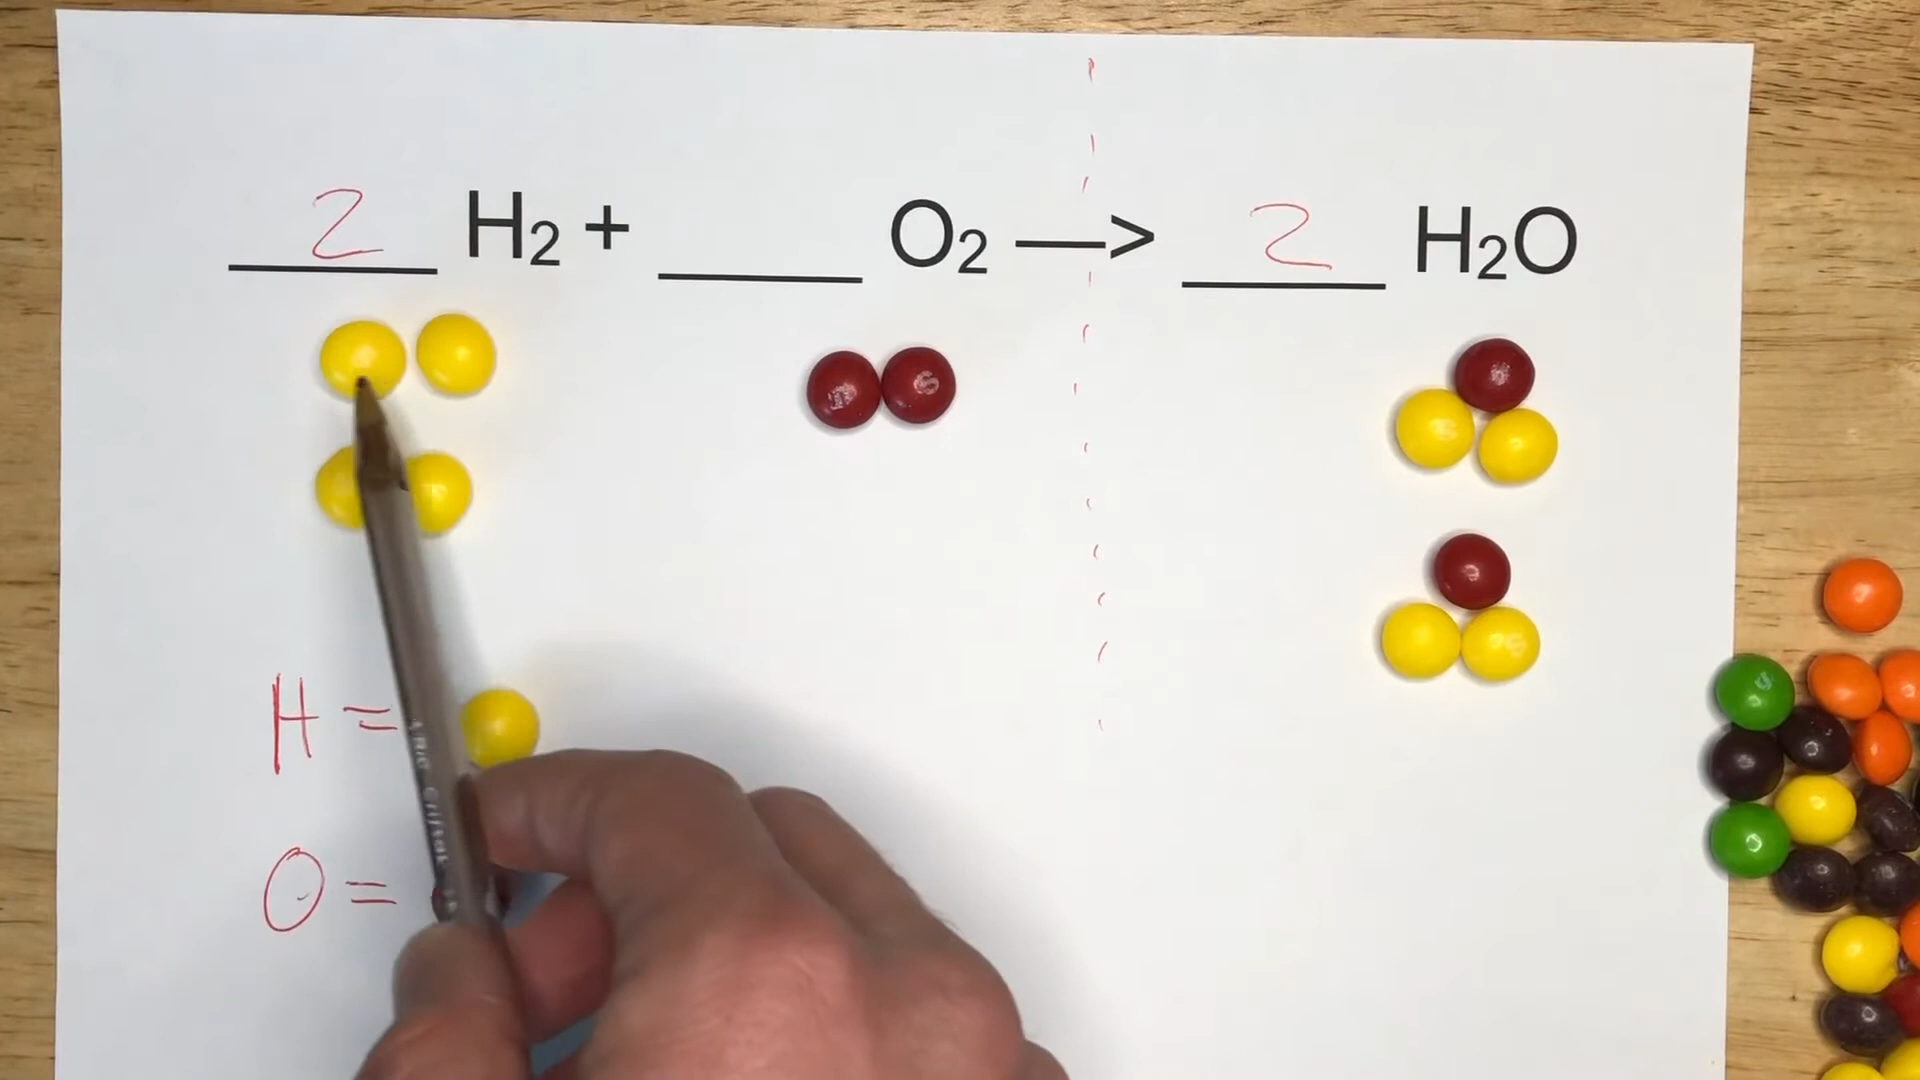 2 H2 + ____ O2 —> 2 H2O
H =
O =